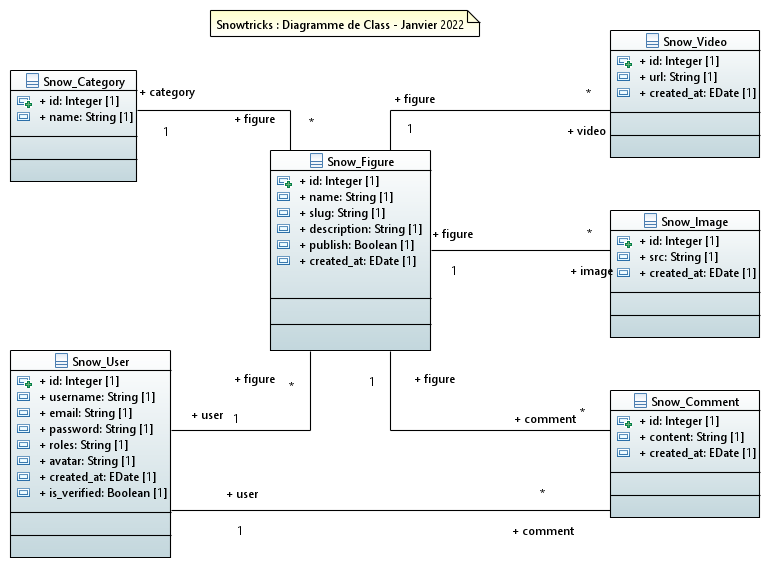 Snowtricks : Diagramme de Class - Janvier 2022
Snow_Category
+ id: Integer [1]
+ name: String [1]
+ category
1
+ figure
*
Snow_Video
+ id: Integer [1]
+ url: String [1]
+ created_at: EDate [1]
+ figure
*
1
+ video
Snow_Figure
+ id: Integer [1]
+ name: String [1]
+ slug: String [1]
+ description: String [1]
+ publish: Boolean [1]
+ created_at: EDate [1]
+ figure
*
1
+ image
Snow_Image
+ id: Integer [1]
+ src: String [1]
+ created_at: EDate [1]
Snow_User
+ id: Integer [1]
+ username: String [1]
+ email: String [1]
+ password: String [1]
+ roles: String [1]
+ avatar: String [1]
+ created_at: EDate [1]
+ is_verified: Boolean [1]
+ figure
*
+ user
1
1
+ figure
+ comment
*
Snow_Comment
+ id: Integer [1]
+ content: String [1]
+ created_at: EDate [1]
+ user
*
1
+ comment